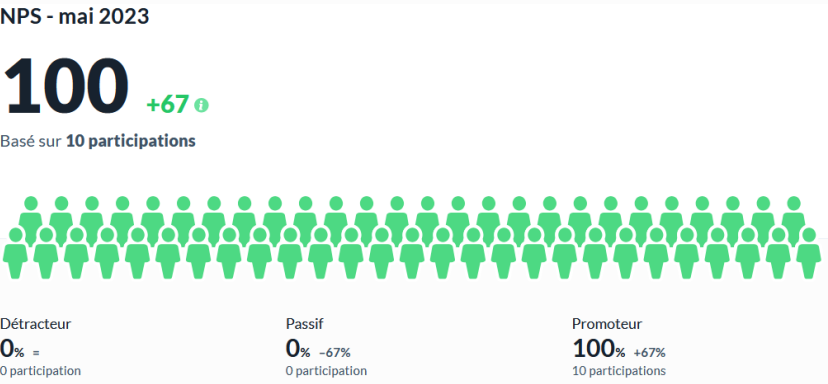 NPS - mai 2023
100 +67
Basé sur 10 participations
Détracteur Passif Promoteur
0% = 0% -67% 100% +67%
0 participation 0 participation 10 participations